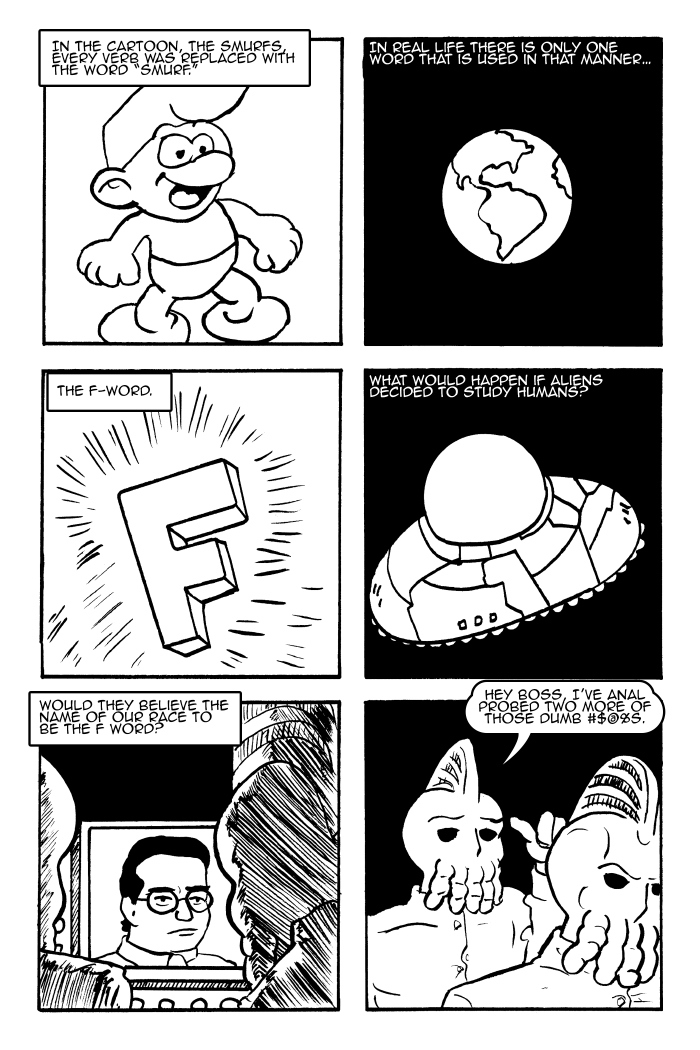 IN THE CARTOON, THE SMURFS,
EVERY VERB WAS REPLACED WITH
THE WORD "SMURF."
IN REAL LIFE THERE IS ONLY ONE
WORD THAT IS USED IN THAT MANNER...
THE F-WORD.
F
WHAT WOULD HAPPEN IF ALIENS
DECIDED TO STUDY HUMANS?
WOULD THEY BELIEVE THE
NAME OF OUR RACE TO
BE THE F WORD?
HEY BOSS, I'VE ANAL
PROBED TWO MORE OF
THOSE DUMB #$@%S.